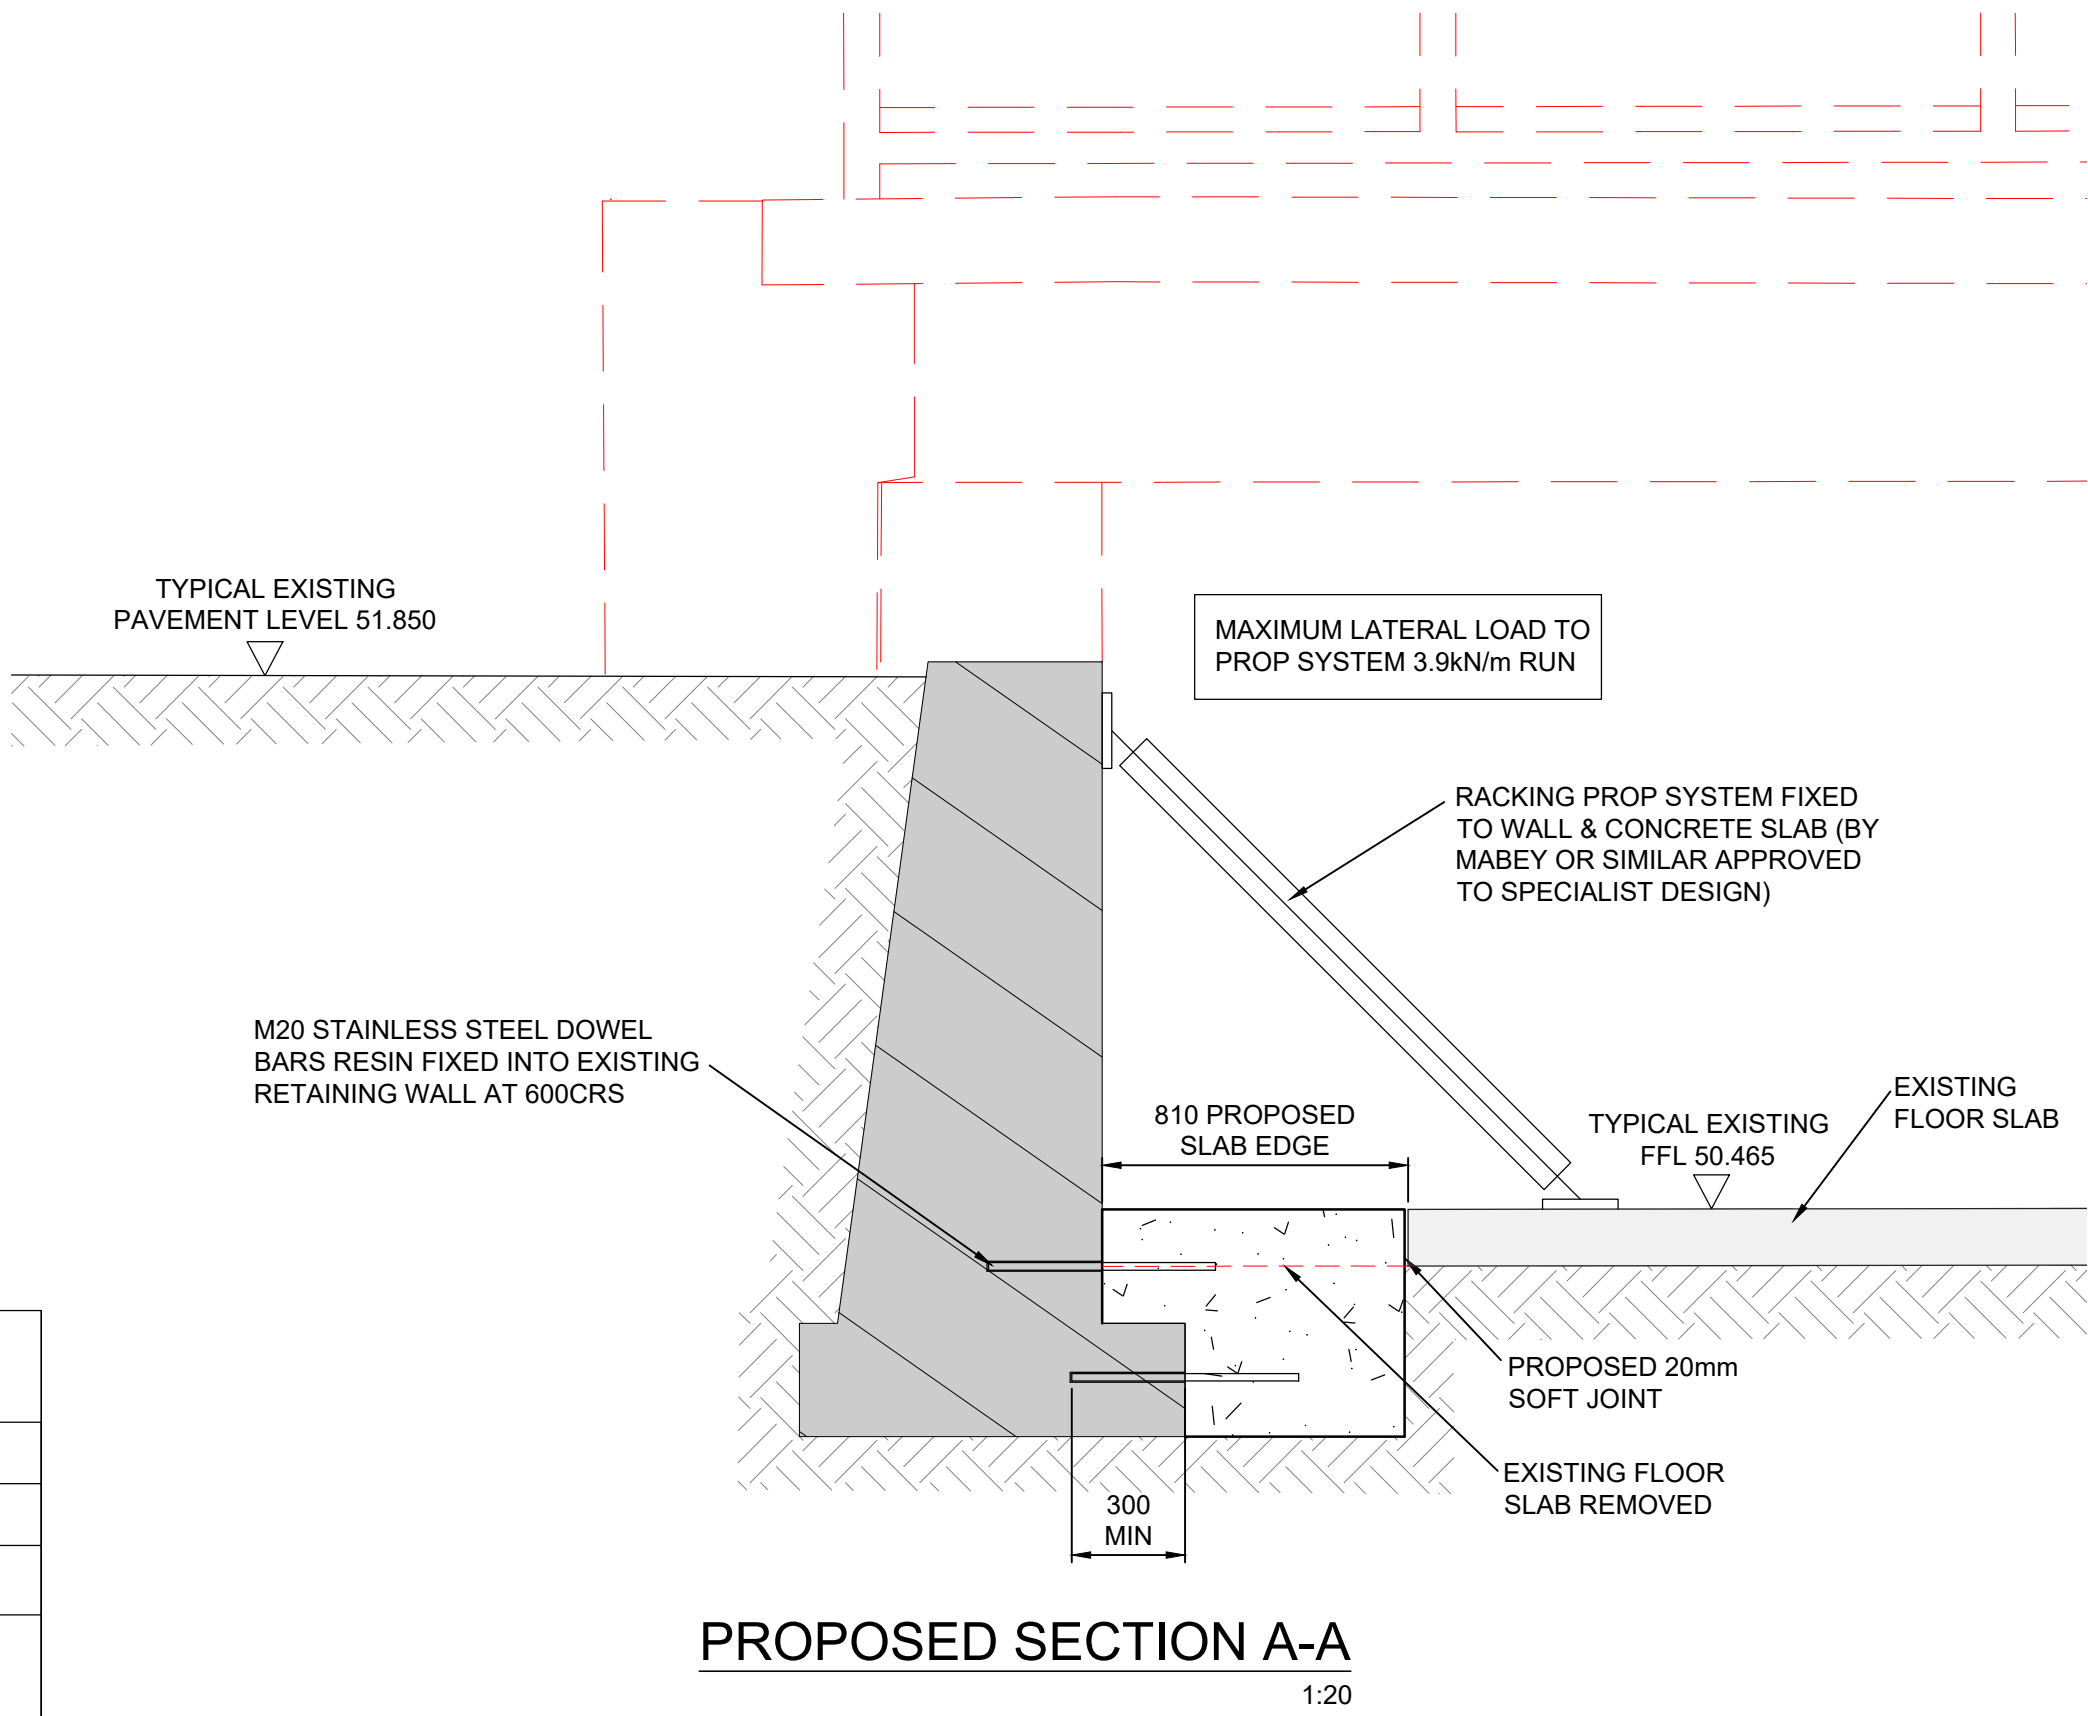 TYPICAL EXISTING
PAVEMENT LEVEL 51.850
MAXIMUM LATERAL LOAD TO
PROP SYSTEM 3.9kN/m RUN
RACKING PROP SYSTEM FIXED
TO WALL & CONCRETE SLAB (BY
MABEY OR SIMILAR APPROVED
TO SPECIALIST DESIGN)
M20 STAINLESS STEEL DOWEL
BARS RESIN FIXED INTO EXISTING
RETAINING WALL AT 600CRS
810 PROPOSED
SLAB EDGE
TYPICAL EXISTING
FFL 50.465
EXISTING
FLOOR SLAB
PROPOSED 20mm
SOFT JOINT
EXISTING FLOOR
SLAB REMOVED
300
MIN
PROPOSED SECTION A-A
1:20